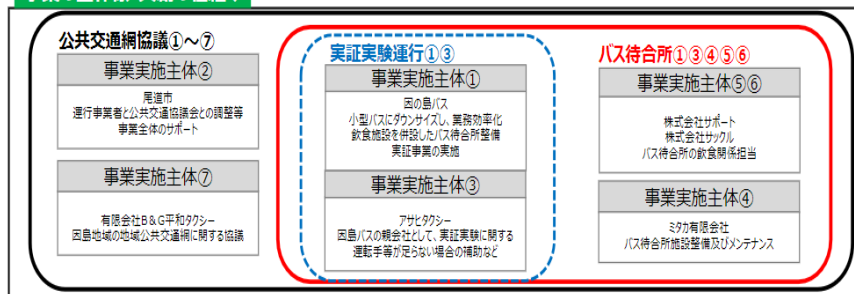 公共交通網協議①～⑦
事業実施主体②
尾道市
運行事業者と公共交通協議会との調整等
事業全体のサポート
事業実施主体⑦
有限会社B＆G平和タクシー
因島地域の地域公共交通網に関する協議
実証実験運行①③
事業実施主体①
因の島バス
小型バスにダウンサイズし、業務効率化
飲食施設を併設したバス待合所整備
実証事業の実施
事業実施主体③
アサヒタクシー
因島バスの親会社として、実証実験に関する
運転手等が足らない場合の補助など
バス待合所①③④⑤⑥
事業実施主体⑤⑥
株式会社サポート
株式会社サックル
バス待合所の飲食関係担当
事業実施主体④
ミタカ有限会社
バス待合所施設整備及びメンテナンス